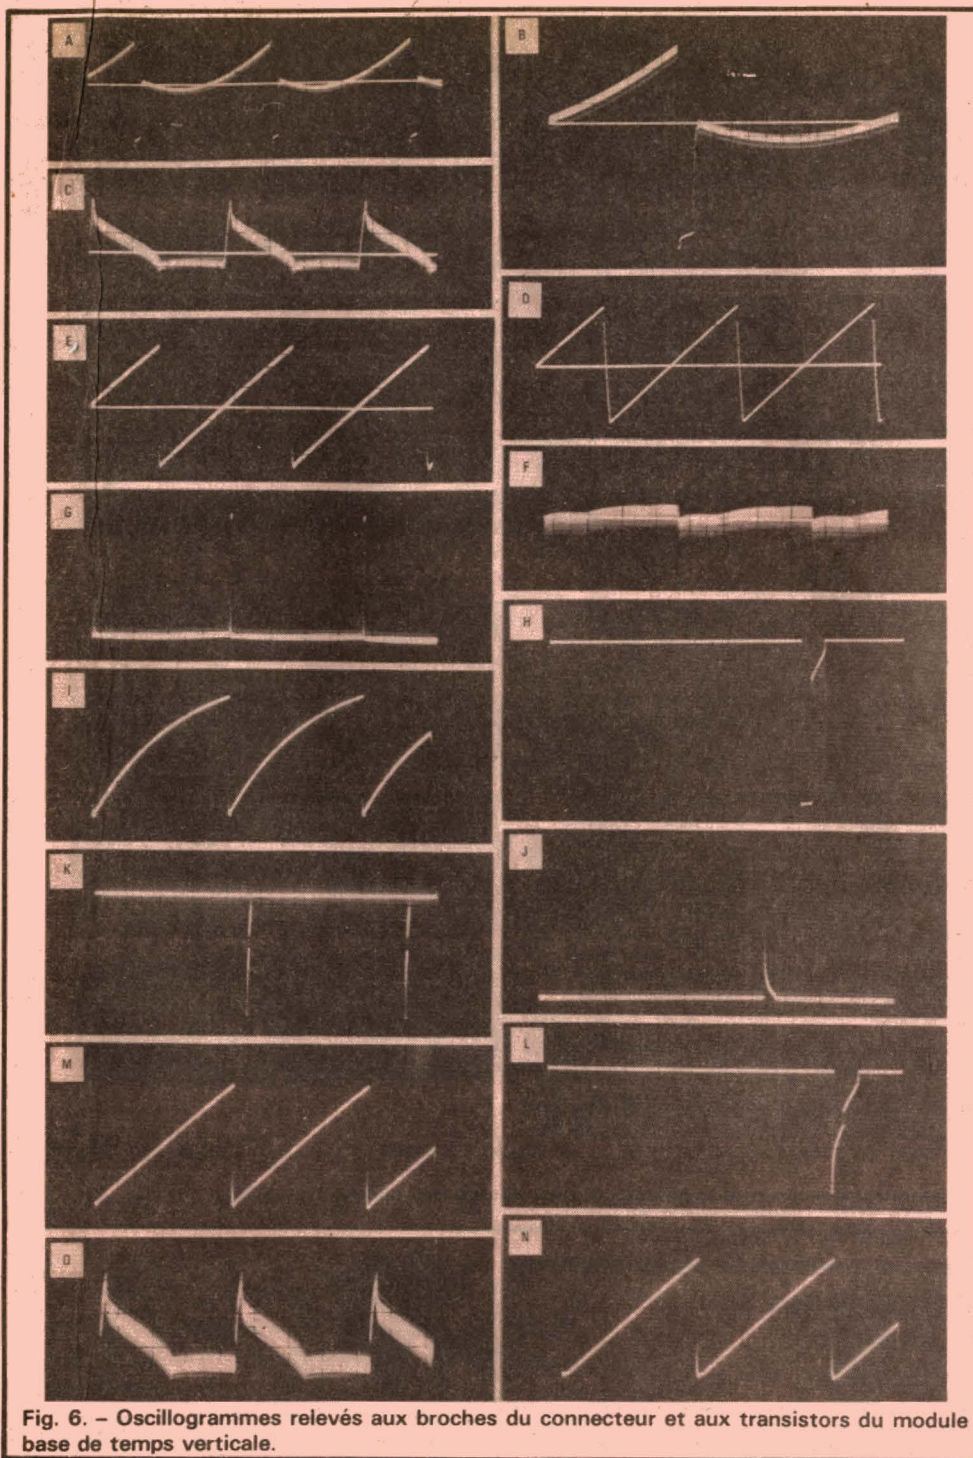 A
B
C
D
E
F
G
H
I
J
K
L
M
N
O
Fig. 6. – Oscillogrammes relevés aux broches du connecteur et aux transistors du module
base de temps verticale.